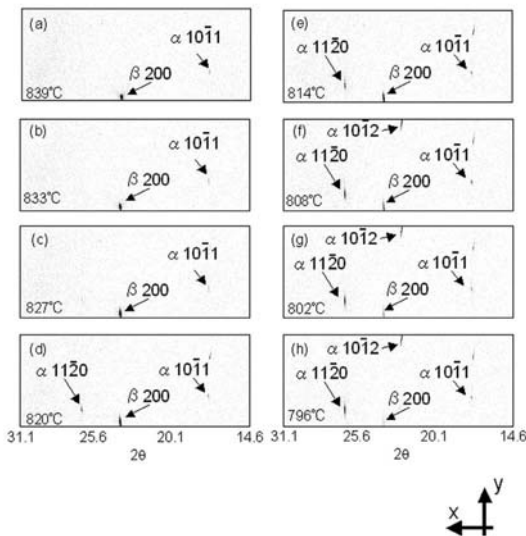 (a)
α 101̄1
β 200
839°C
(b)
α 101̄1
β 200
833°C
(c)
α 101̄1
β 200
827°C
(d)
α 112̄0
α 101̄1
β 200
820°C
31.1 25.6 20.1 14.6
2θ
(e)
α 112̄0
α 101̄1
β 200
814°C
(f)
α 101̄2
α 112̄0
α 101̄1
β 200
808°C
(g)
α 101̄2
α 112̄0
α 101̄1
β 200
802°C
(h)
α 101̄2
α 112̄0
α 101̄1
β 200
796°C
31.1 25.6 20.1 14.6
2θ
y
x